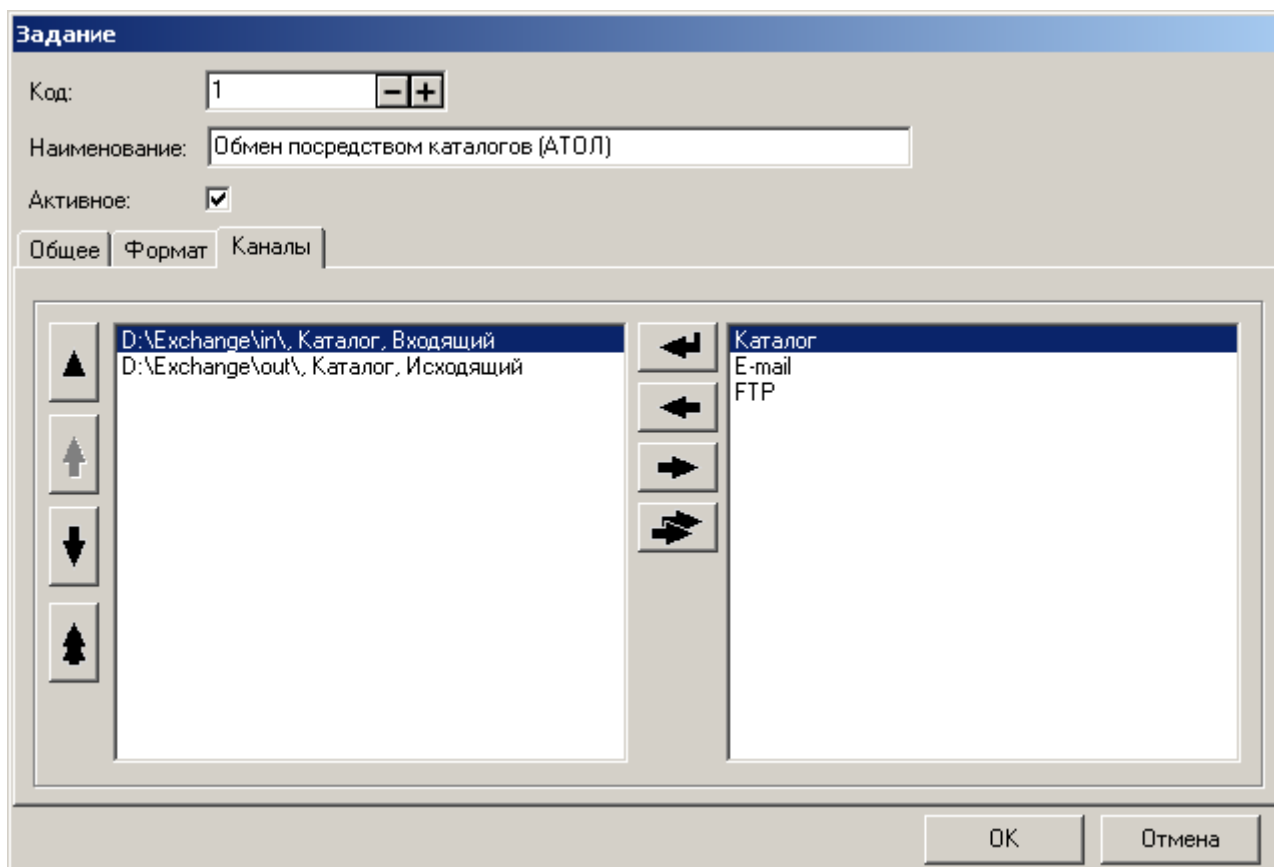 Задание
Код: 1
Наименование: Обмен посредством каталогов (АТОЛ)
Активное:
Общее Формат Каналы
D:\Exchange\in\, Каталог, Входящий
D:\Exchange\out\, Каталог, Исходящий
Каталог
E-mail
FTP
OK Отмена